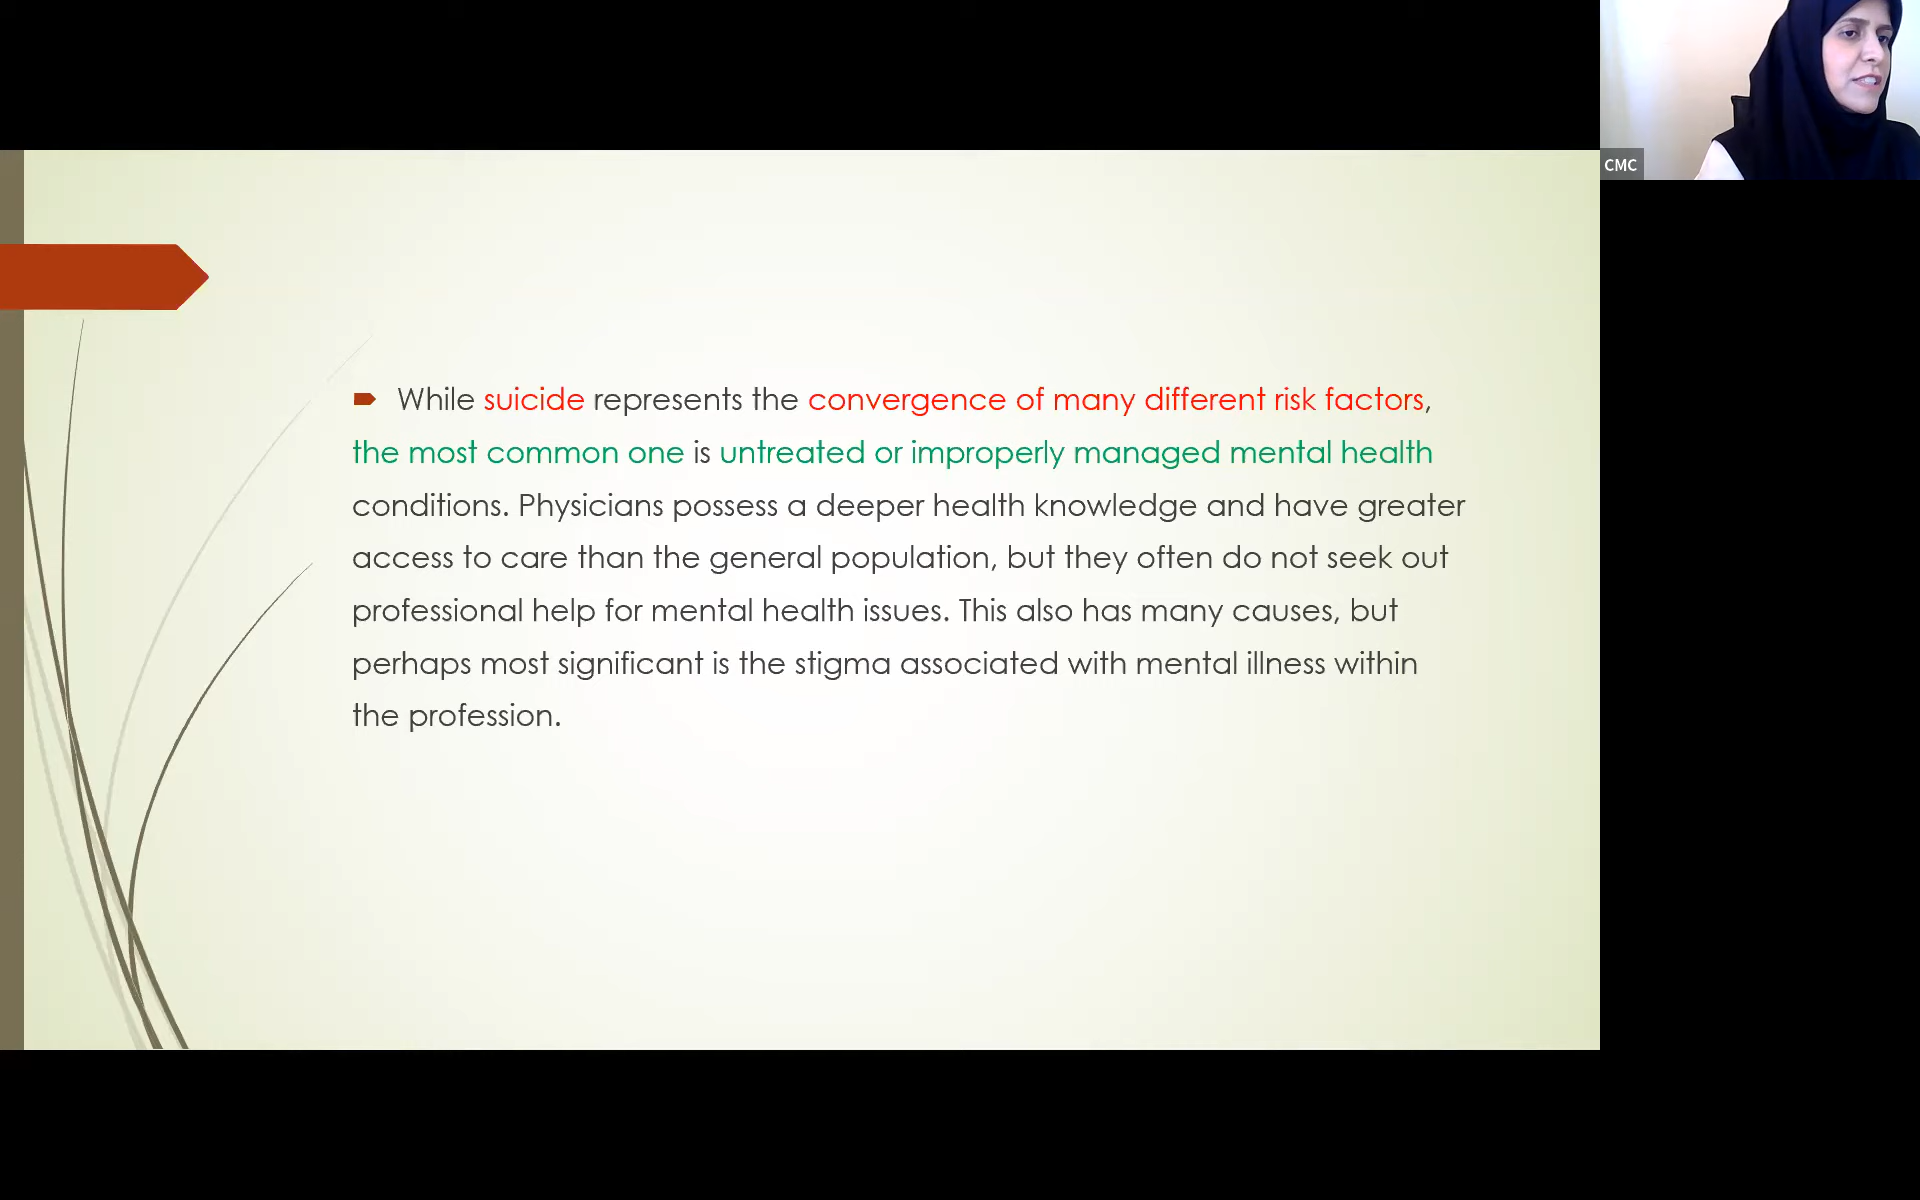 CMC
While suicide represents the convergence of many different risk factors,
the most common one is untreated or improperly managed mental health
conditions. Physicians possess a deeper health knowledge and have greater
access to care than the general population, but they often do not seek out
professional help for mental health issues. This also has many causes, but
perhaps most significant is the stigma associated with mental illness within
the profession.